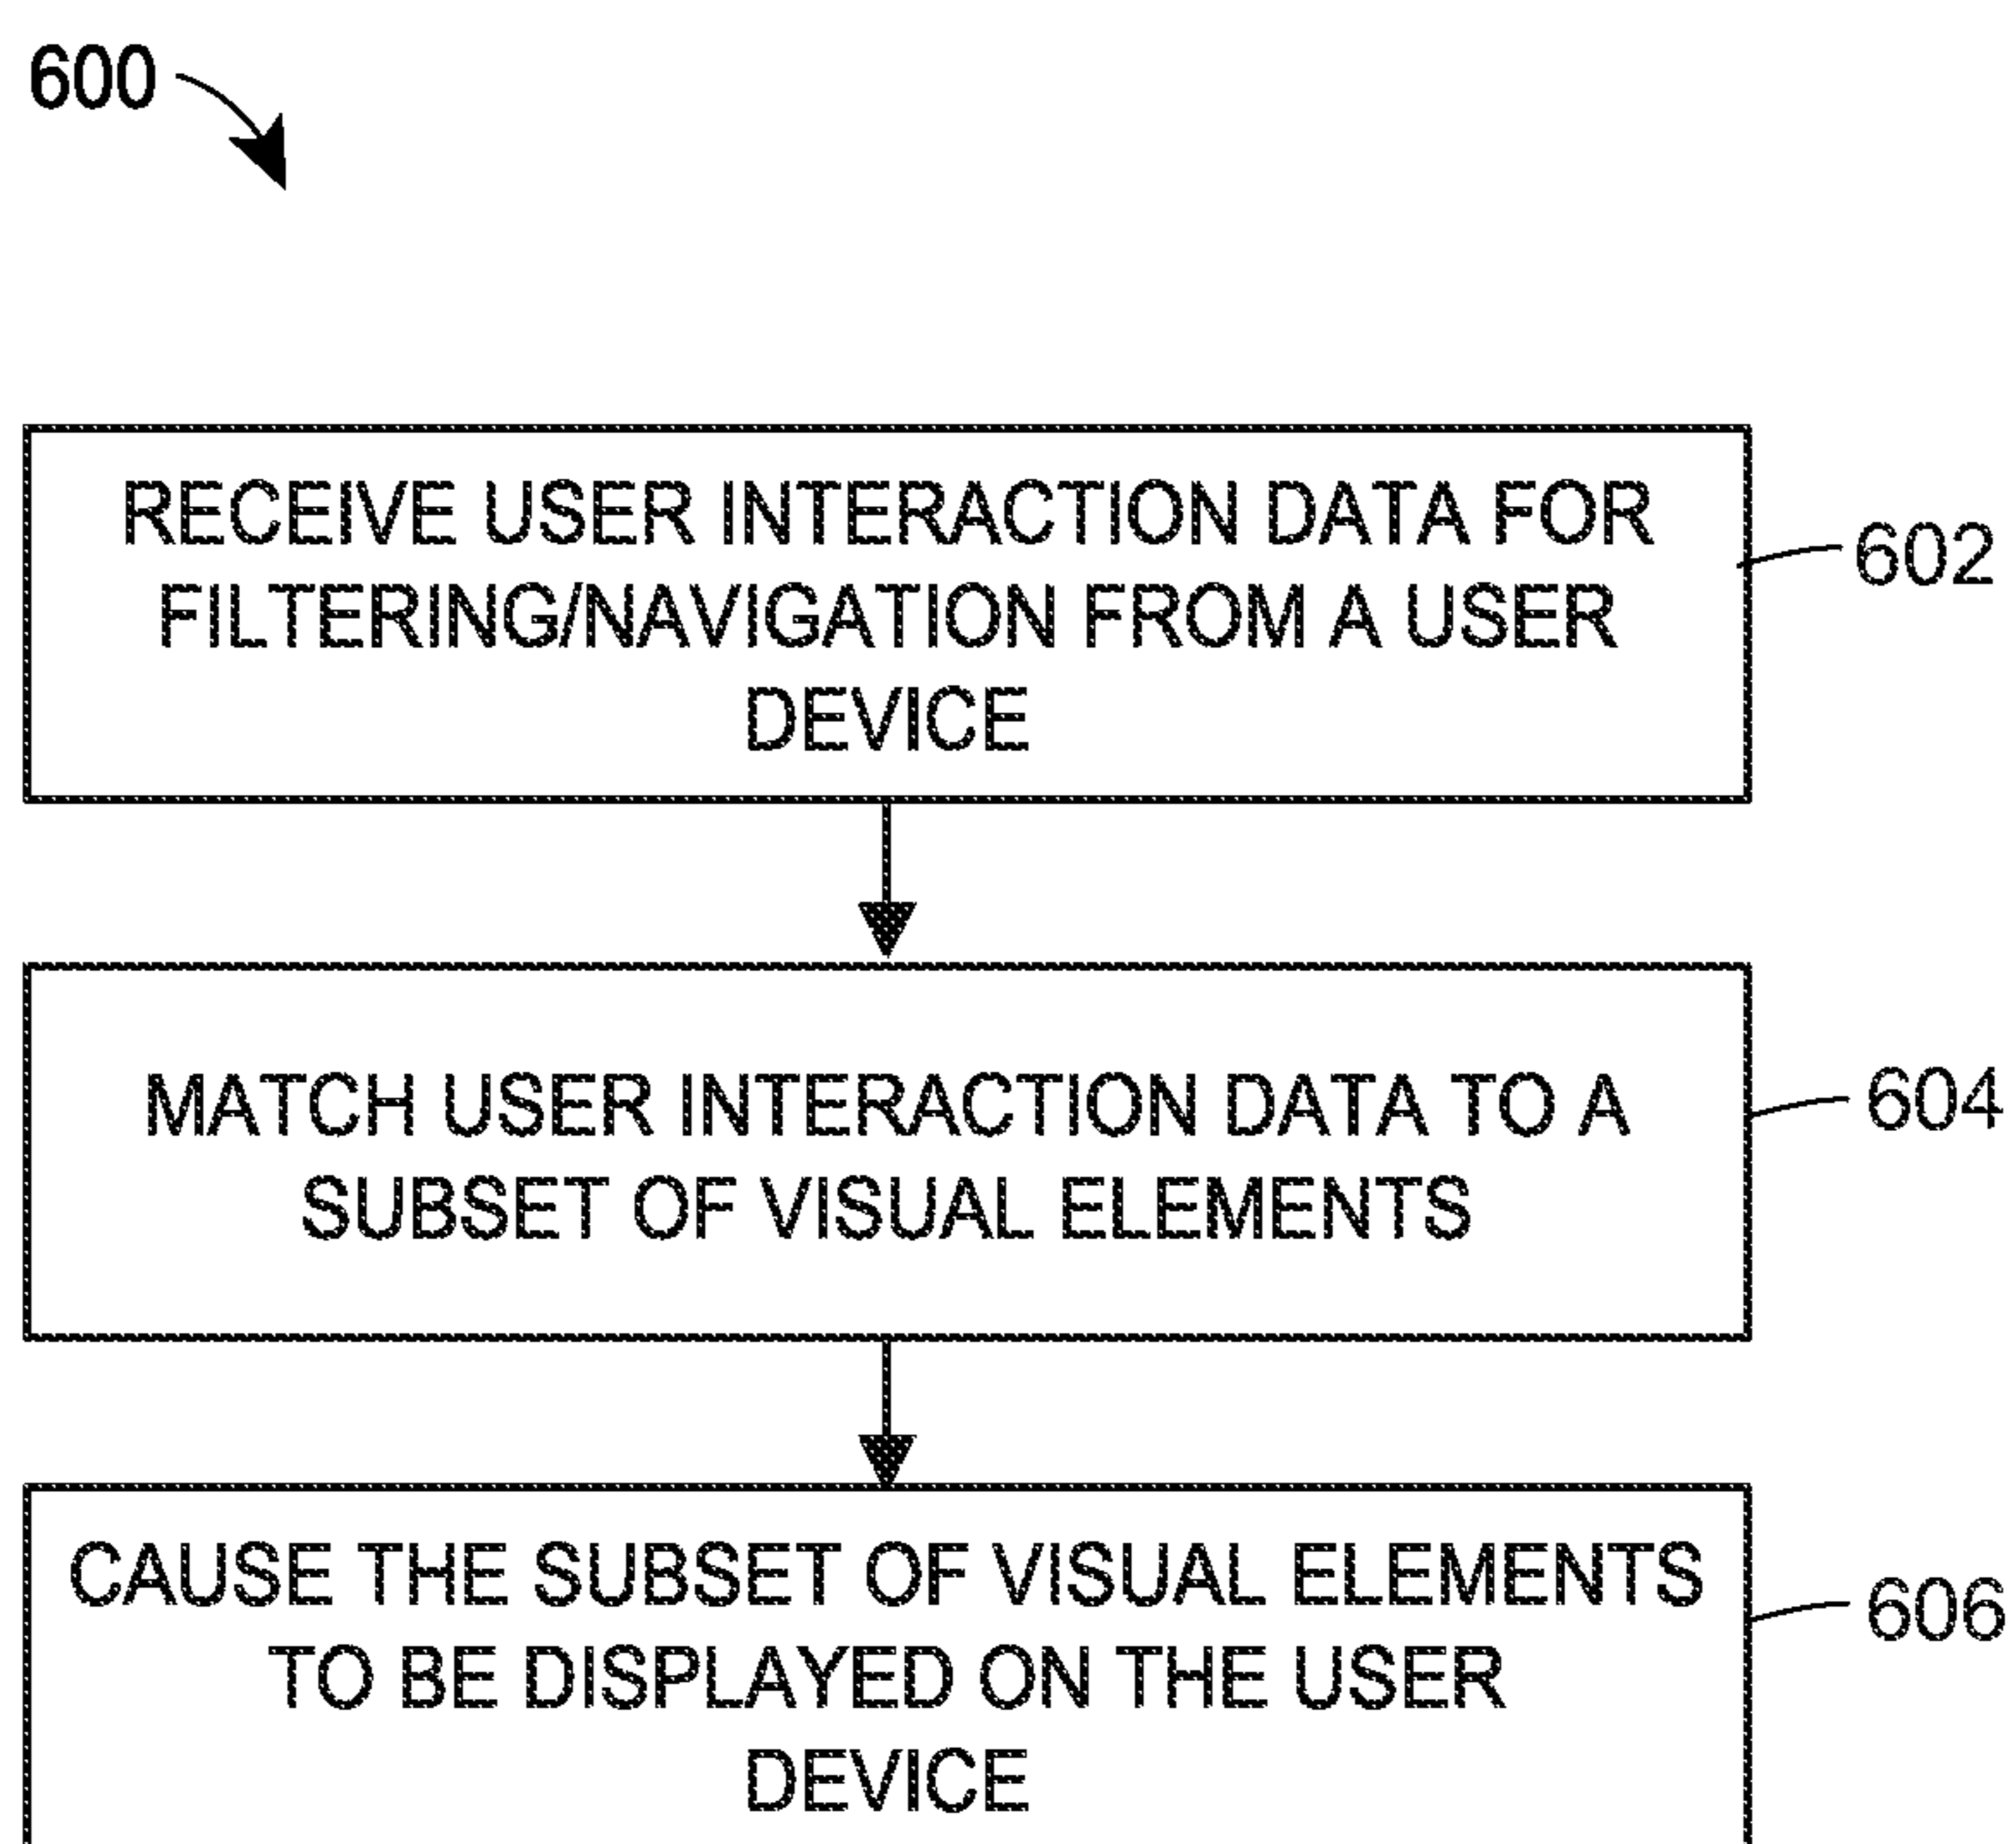 600
RECEIVE USER INTERACTION DATA FOR
FILTERING/NAVIGATION FROM A USER
DEVICE
602
MATCH USER INTERACTION DATA TO A
SUBSET OF VISUAL ELEMENTS
604
CAUSE THE SUBSET OF VISUAL ELEMENTS
TO BE DISPLAYED ON THE USER
DEVICE
606